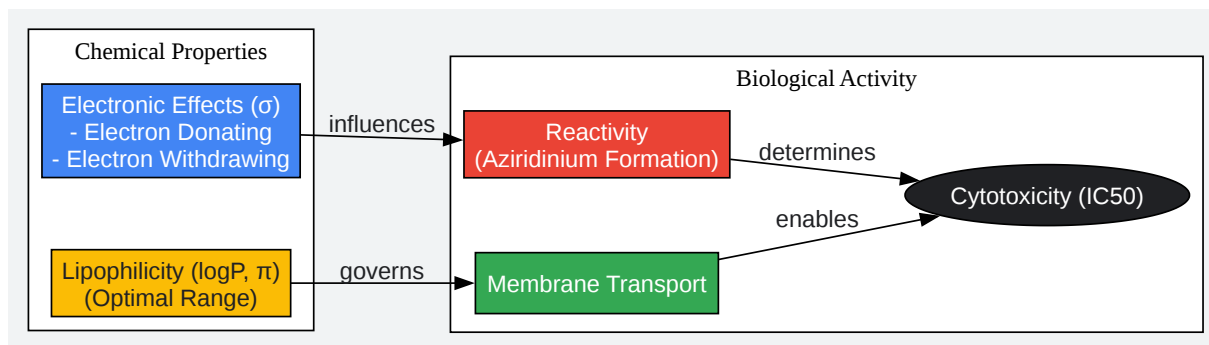 Chemical Properties
Electronic Effects (σ)
- Electron Donating
- Electron Withdrawing
Lipophilicity (logP, π)
(Optimal Range)
influences
governs
Biological Activity
Reactivity
(Aziridinium Formation)
Membrane Transport
determines
enables
Cytotoxicity (IC50)